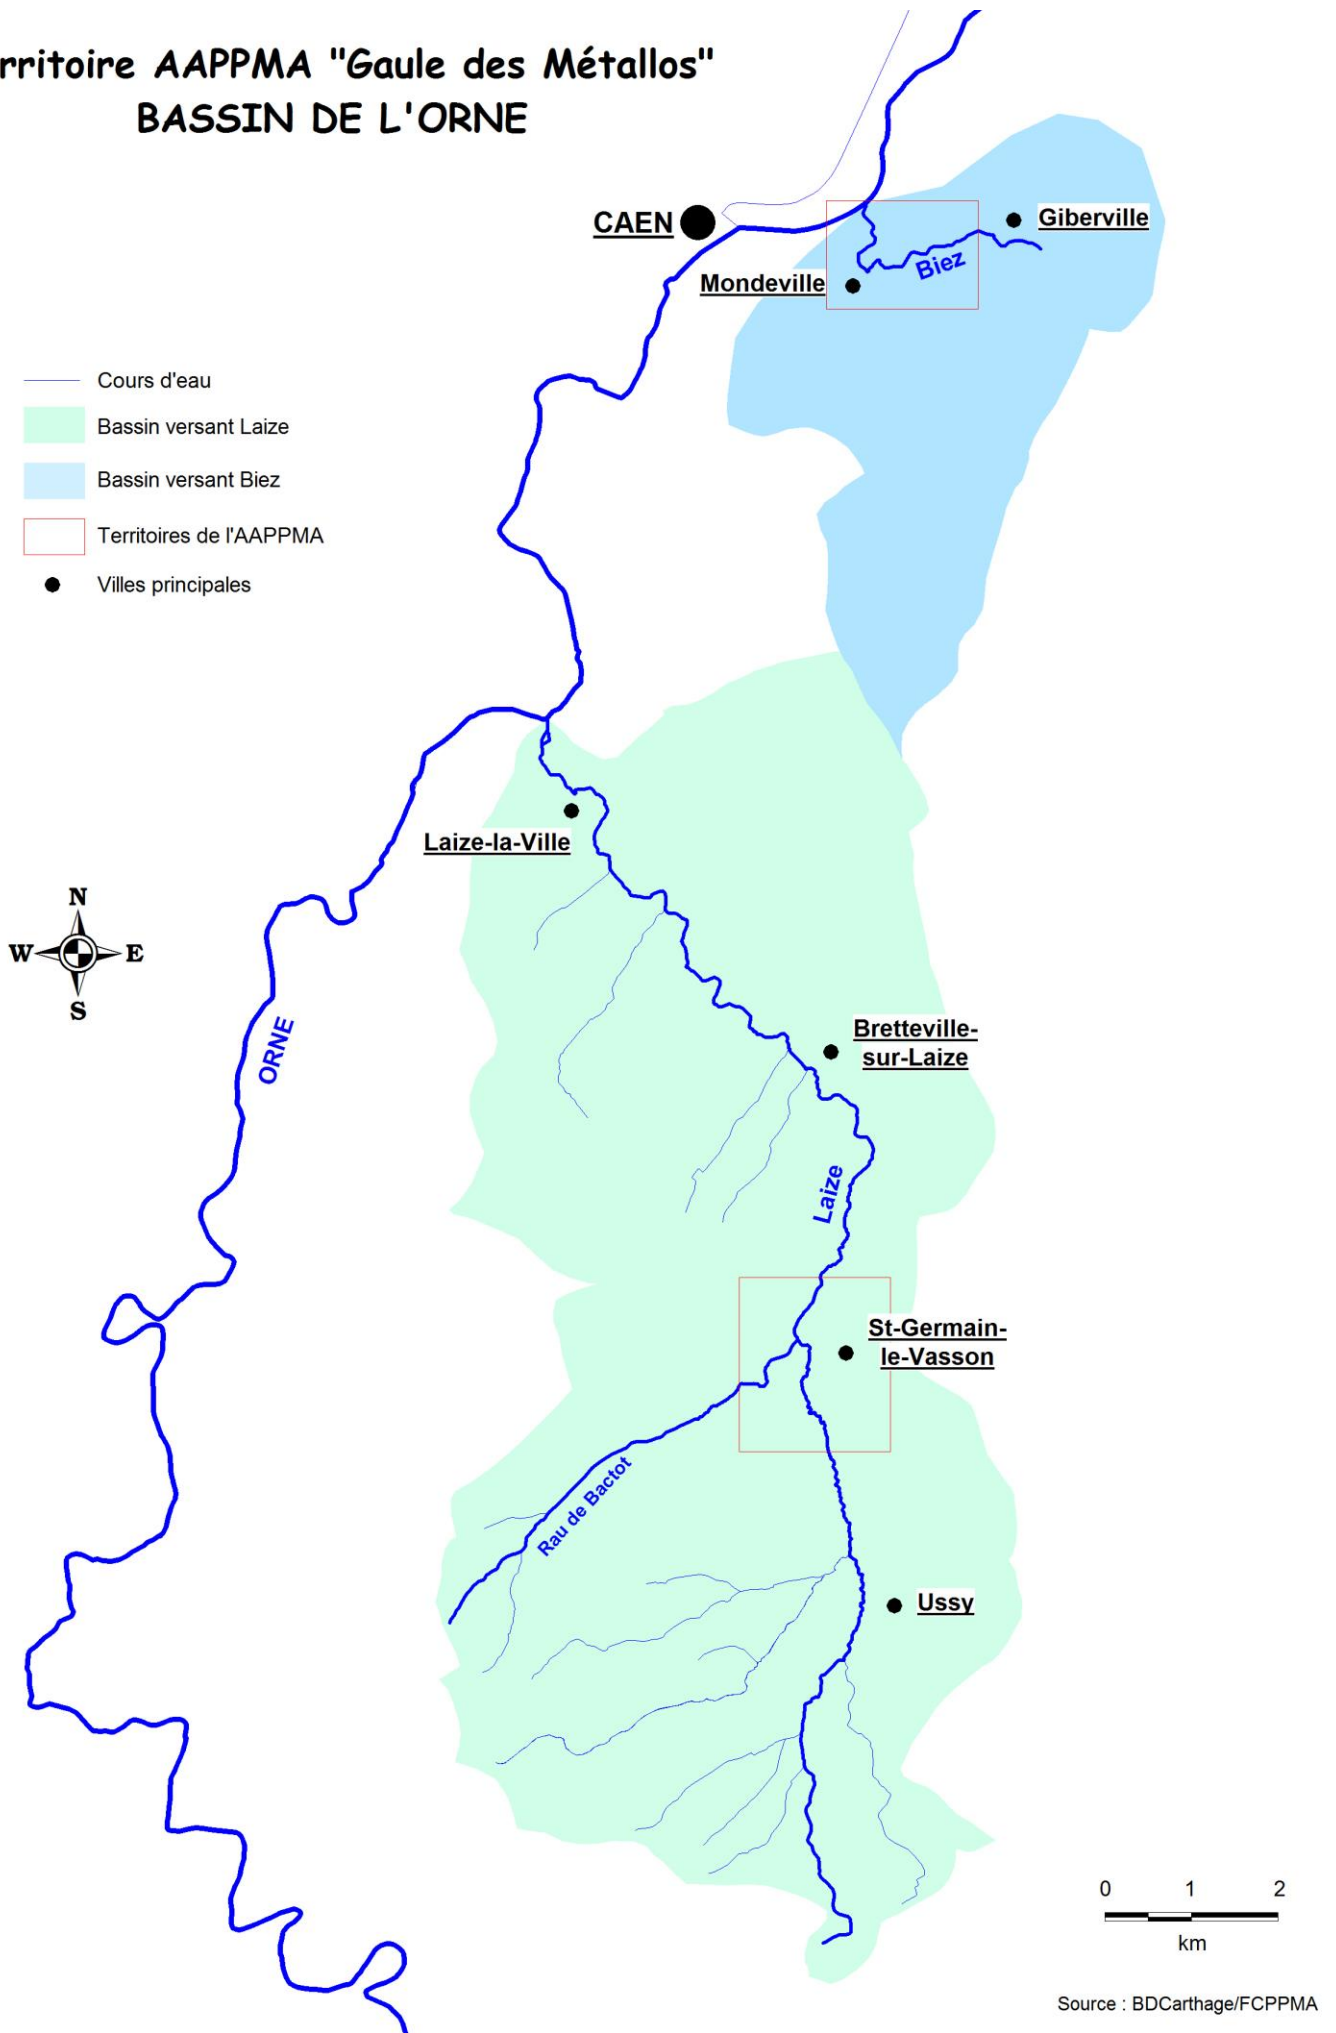 rritoire AAPPMA "Gaule des Métallos"
BASSIN DE L'ORNE
CAEN
Giberville
Biez
Mondeville
Cours d'eau
Bassin versant Laize
Bassin versant Biez
Territoires de l'AAPPMA
Villes principales
Laize-la-Ville
N
W E
S
ORNE
Bretteville-
sur-Laize
Laize
St-Germain-
le-Vasson
Rau de Bactot
Ussy
0 1 2
km
Source : BDCarthage/FCPPMA